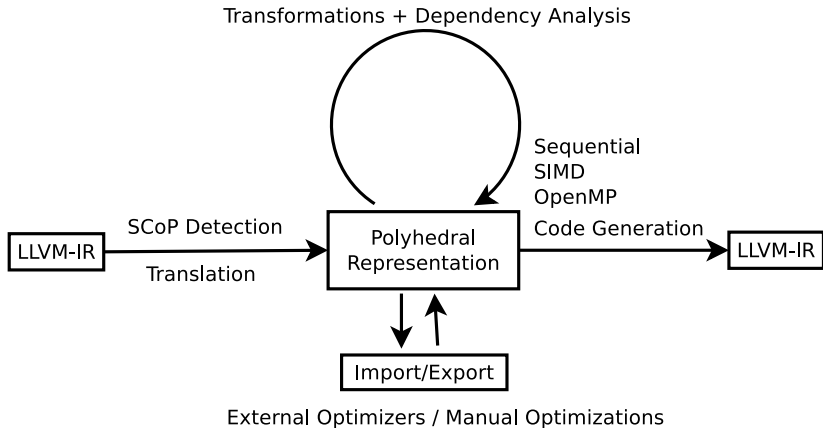 Transformations + Dependency Analysis
Sequential
SIMD
OpenMP
SCoP Detection
Code Generation
LLVM-IR
Polyhedral
Representation
LLVM-IR
Translation
Import/Export
External Optimizers / Manual Optimizations